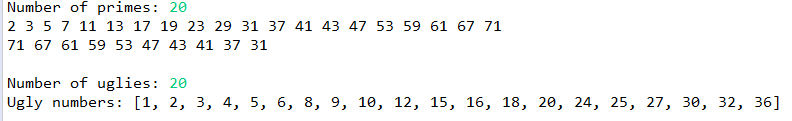 Number of primes: 20
2 3 5 7 11 13 17 19 23 29 31 37 41 43 47 53 59 61 67 71
71 67 61 59 53 47 43 41 37 31
Number of uglies: 20
Ugly numbers: [1, 2, 3, 4, 5, 6, 8, 9, 10, 12, 15, 16, 18, 20, 24, 25, 27, 30, 32, 36]